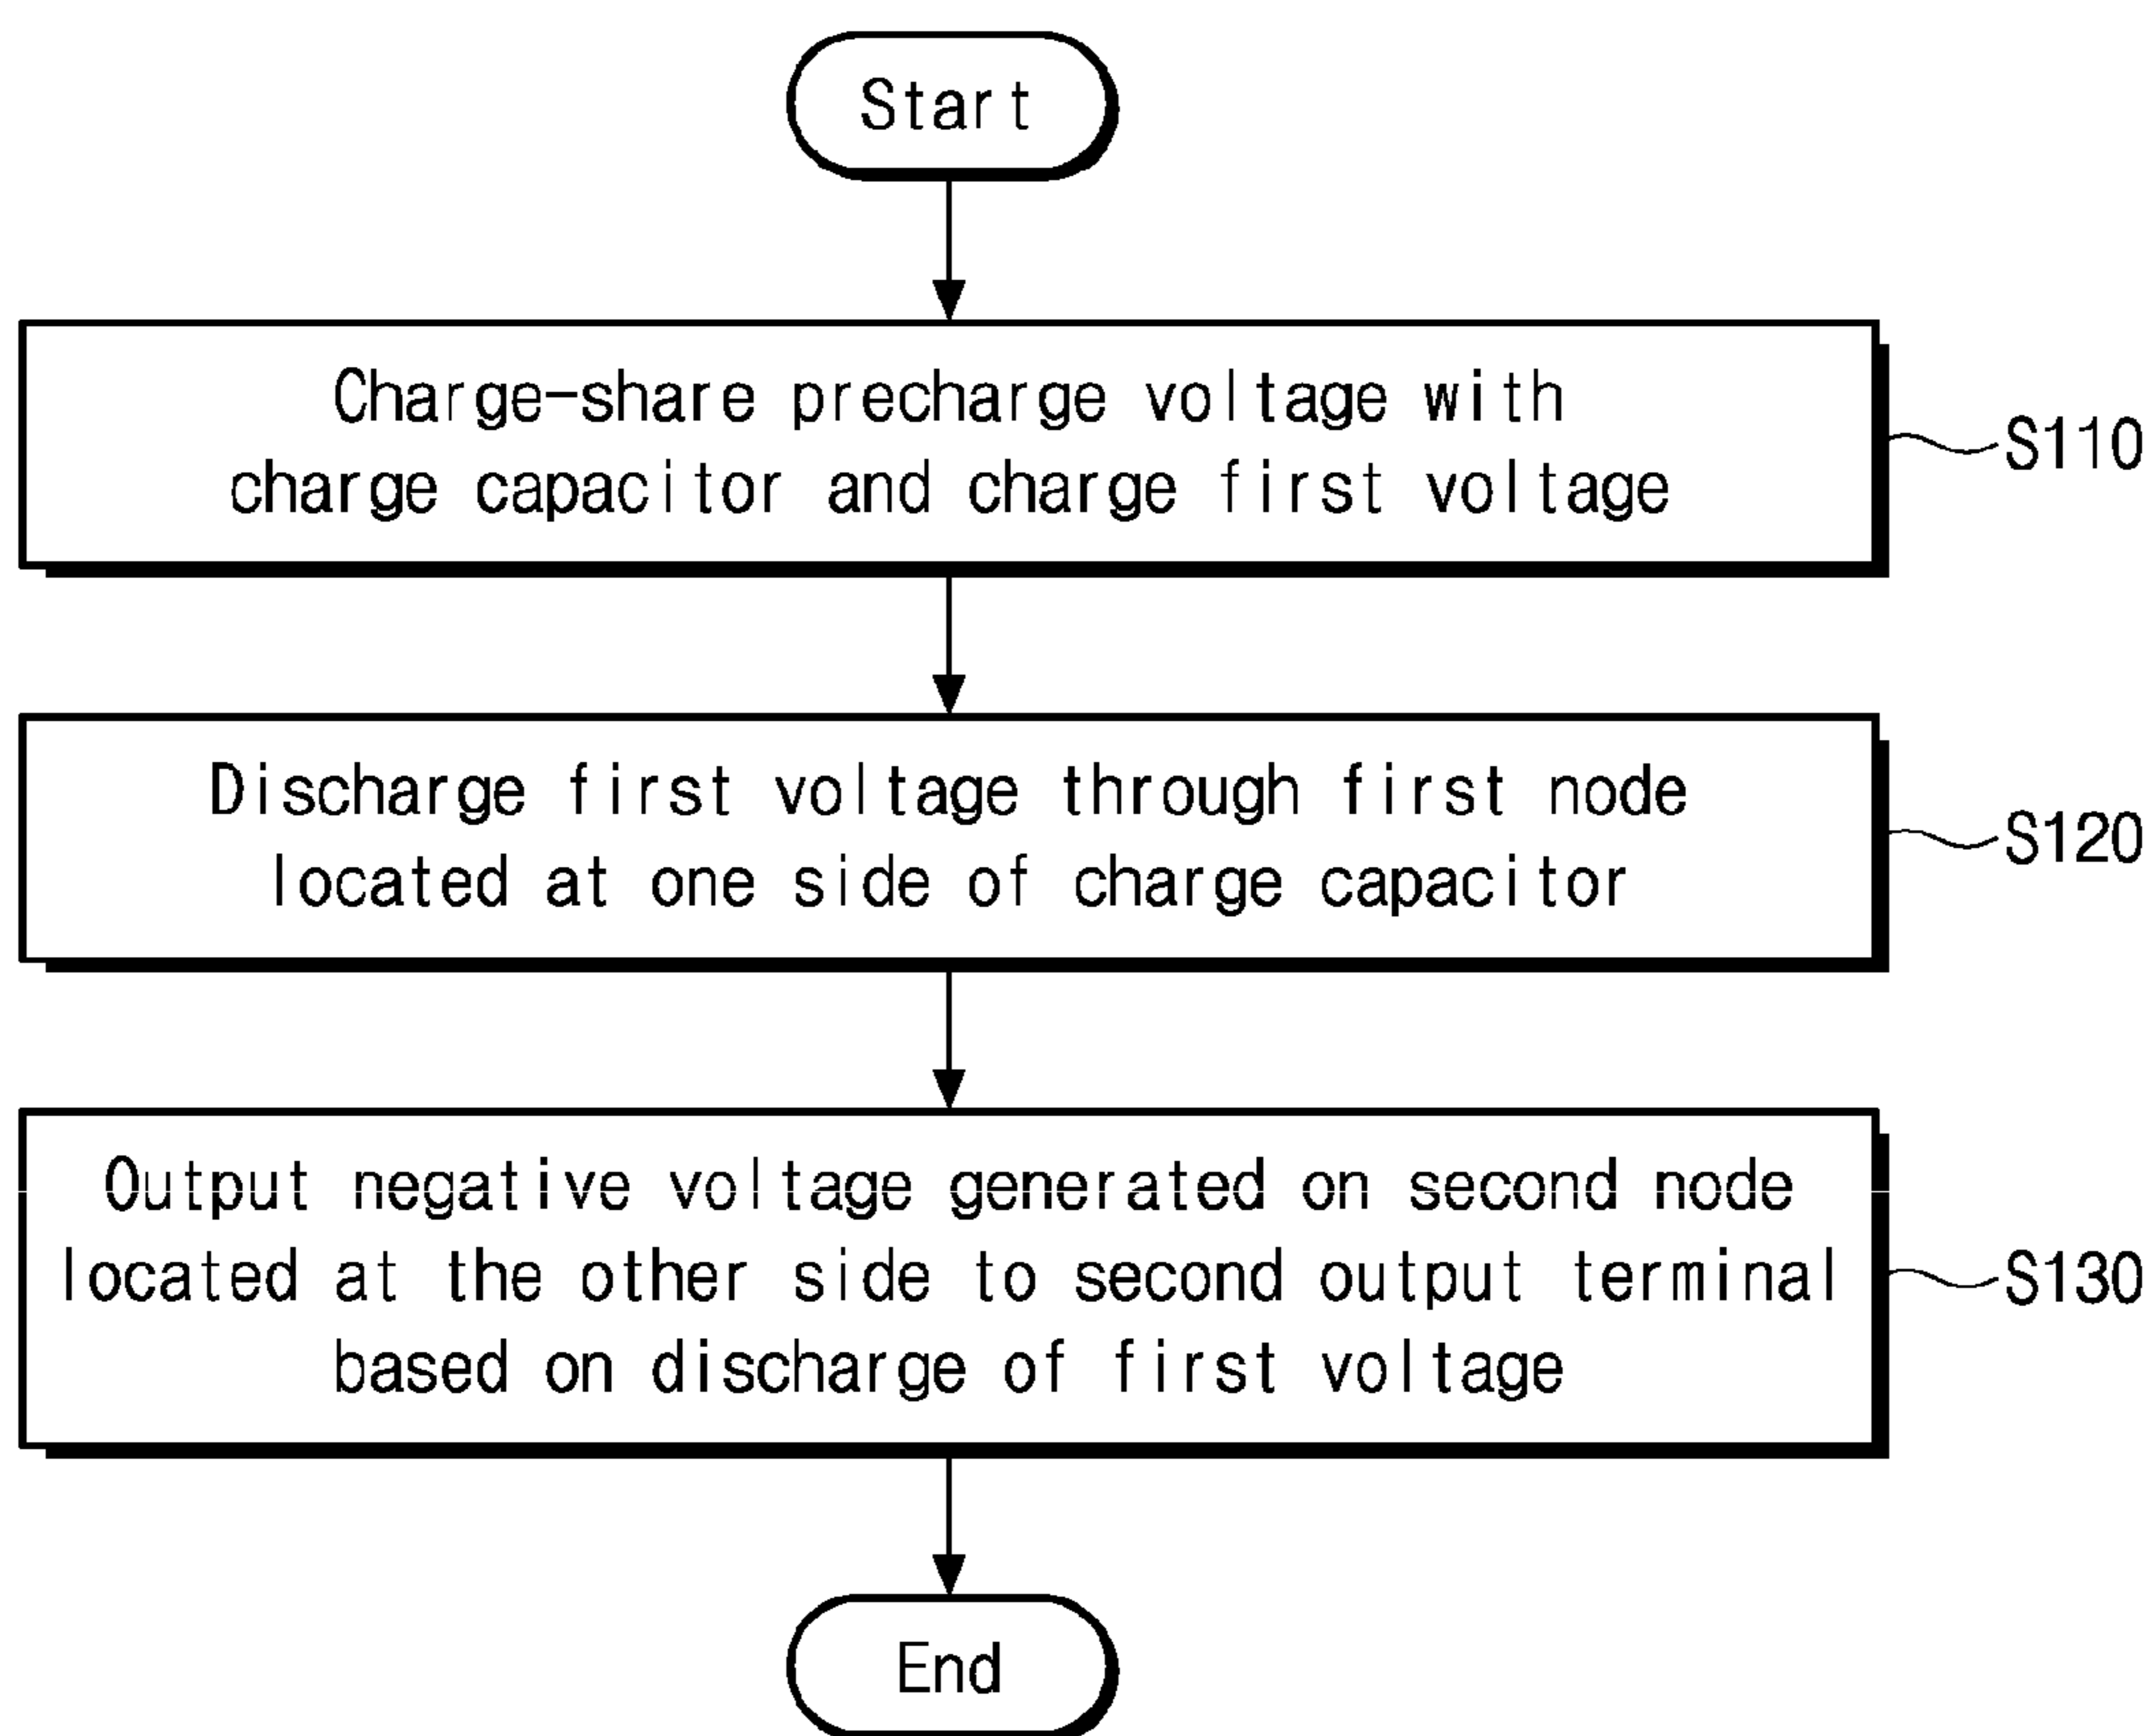 Start
Charge-share precharge voltage with
charge capacitor and charge first voltage
S110
Discharge first voltage through first node
located at one side of charge capacitor
S120
Output negative voltage generated on second node
located at the other side to second output terminal
based on discharge of first voltage
S130
End